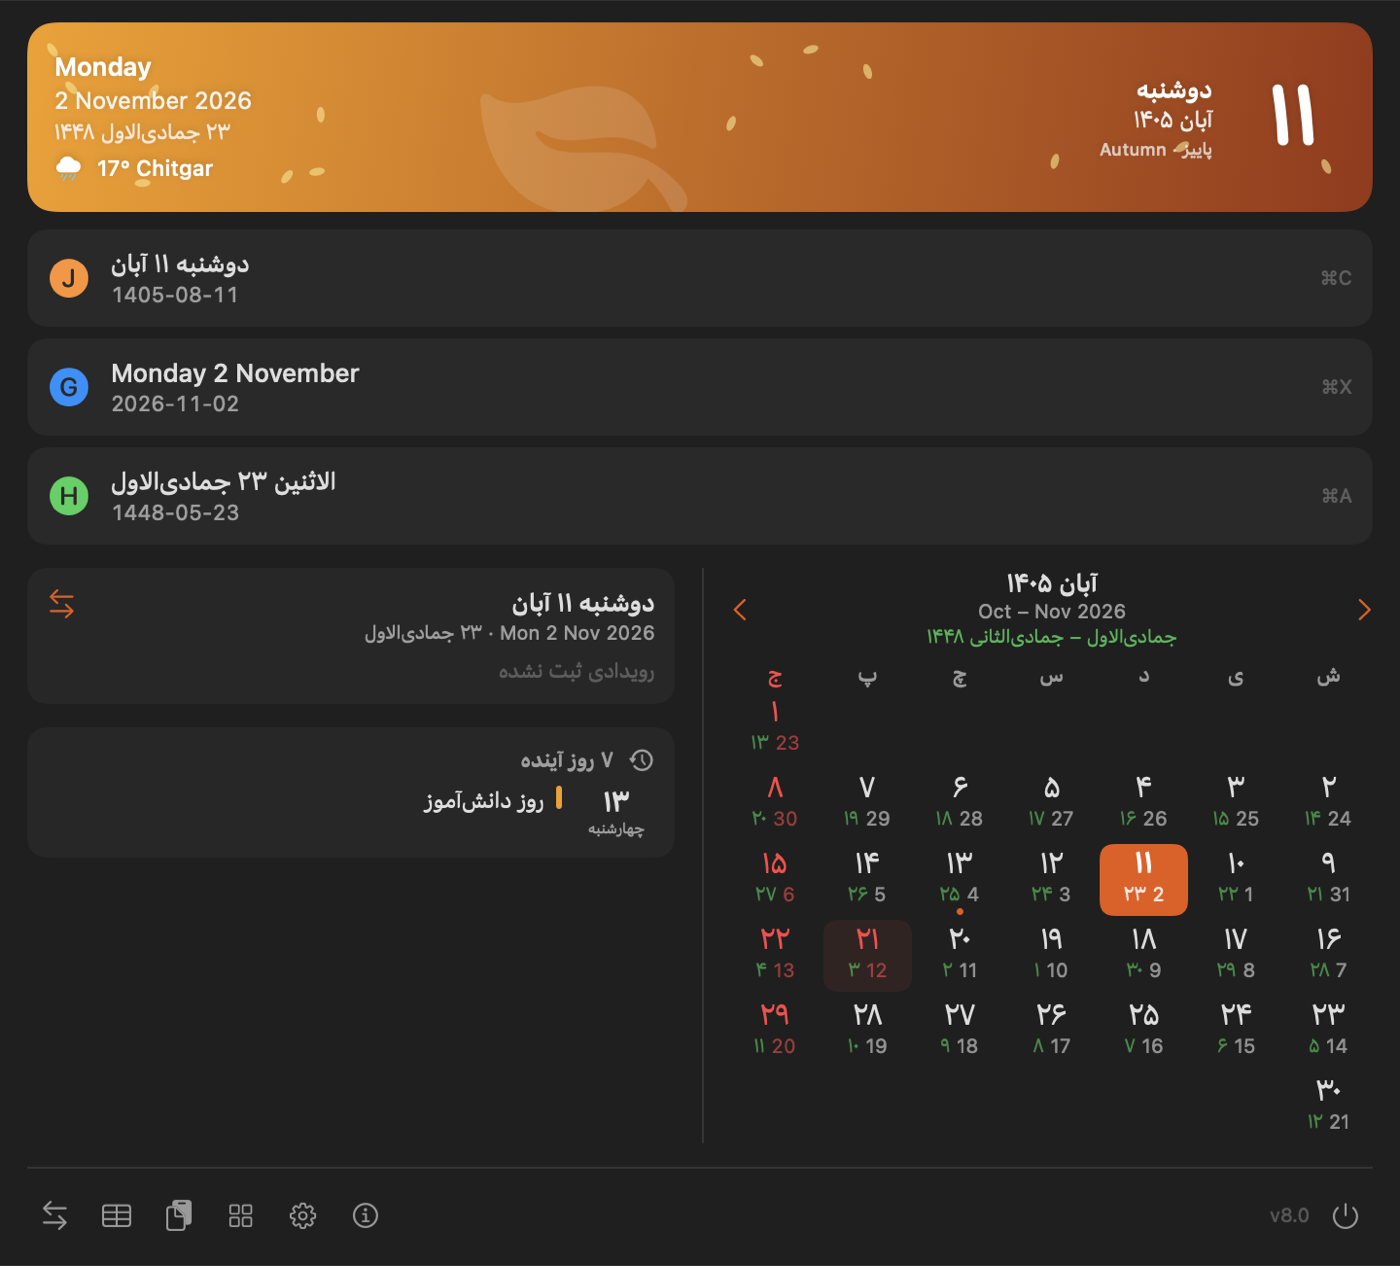 Monday
2 November 2026
۲۳ جمادی‌الاول ۱۴۴۸
17° Chitgar
۱۱
دوشنبه
آبان ۱۴۰۵
پاییز · Autumn
J
دوشنبه ۱۱ آبان
1405-08-11
⌘C
G
Monday 2 November
2026-11-02
⌘X
H
الاثنین ۲۳ جمادی‌الاول
1448-05-23
⌘A
دوشنبه ۱۱ آبان
Mon 2 Nov 2026 · ۲۳ جمادی‌الاول
رویدادی ثبت نشده
۷ روز آینده
۱۳ روز دانش‌آموز
چهارشنبه
آبان ۱۴۰۵
Oct – Nov 2026
جمادی‌الاول – جمادی‌الثانی ۱۴۴۸
ش ی د س چ پ ج
۱
23 ۱۳
۲ ۳ ۴ ۵ ۶ ۷ ۸
24 ۱۴ 25 ۱۵ 26 ۱۶ 27 ۱۷ 28 ۱۸ 29 ۱۹ 30 ۲۰
۹ ۱۰ ۱۱ ۱۲ ۱۳ ۱۴ ۱۵
31 ۲۱ 1 ۲۲ 2 ۲۳ 3 ۲۴ 4 ۲۵ 5 ۲۶ 6 ۲۷
۱۶ ۱۷ ۱۸ ۱۹ ۲۰ ۲۱ ۲۲
7 ۲۸ 8 ۲۹ 9 ۳۰ 10 ۱ 11 ۲ 12 ۳ 13 ۴
۲۳ ۲۴ ۲۵ ۲۶ ۲۷ ۲۸ ۲۹
14 ۵ 15 ۶ 16 ۷ 17 ۸ 18 ۹ 19 ۱۰ 20 ۱۱
۳۰
21 ۱۲
v8.0